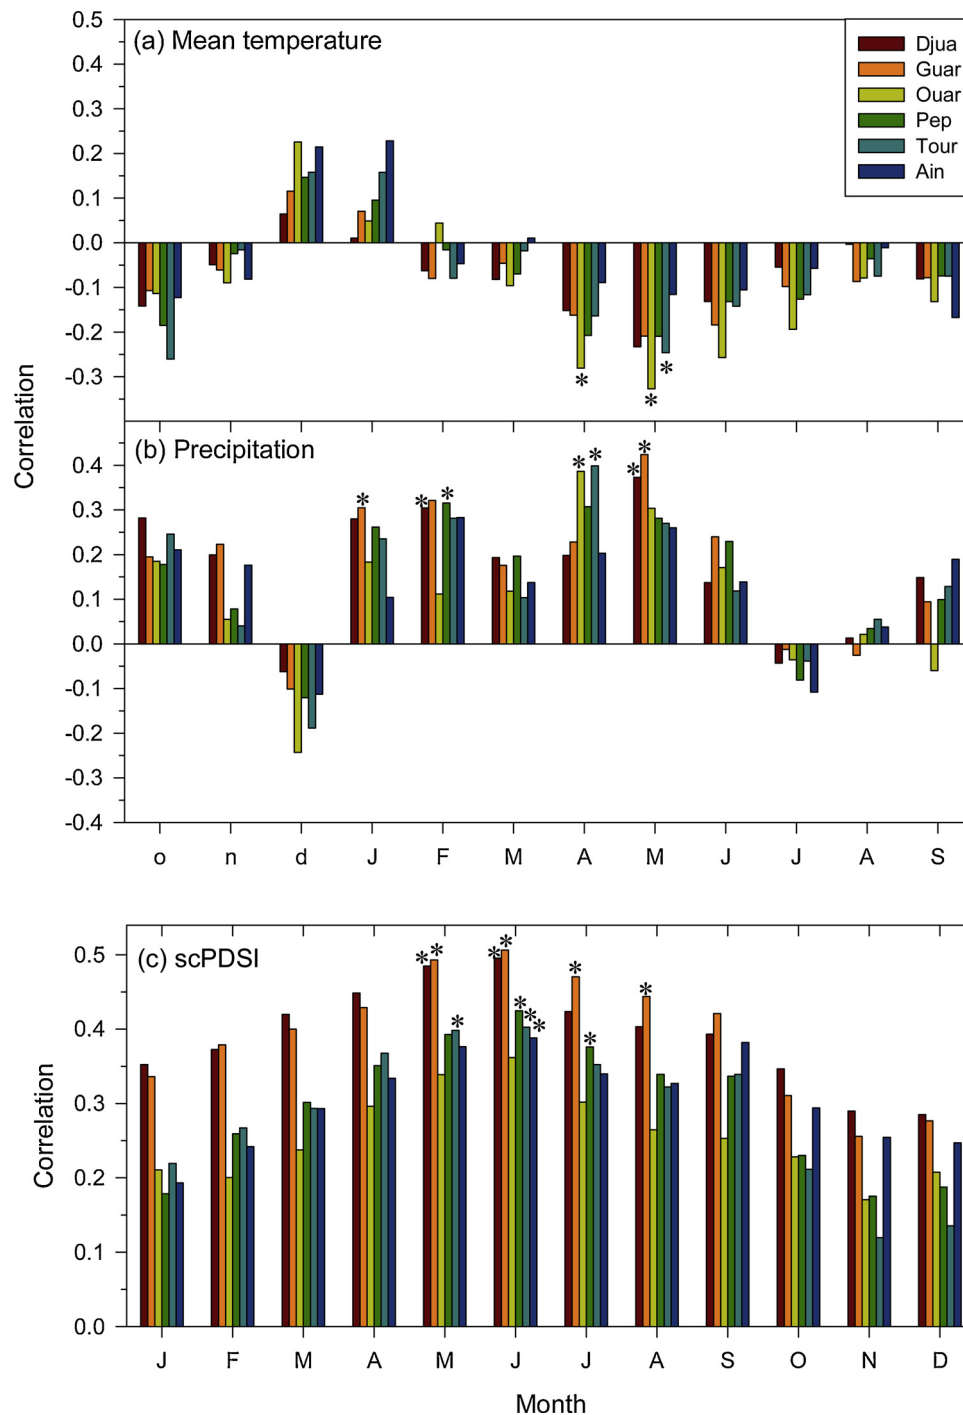 0.5
(a) Mean temperature
0.4
0.3
0.2
0.1
0.0
-0.1
-0.2
-0.3
Djua
Guar
Ouar
Pep
Tour
Ain
* * *
Correlation
(b) Precipitation
0.4
0.3
0.2
0.1
0.0
-0.1
-0.2
-0.3
-0.4
* * * * * * *
o n d J F M A M J J A S
(c) scPDSI
0.5
0.4
0.3
0.2
0.1
0.0
* * * * * * * * * * *
Correlation
J F M A M J J A S O N D
Month